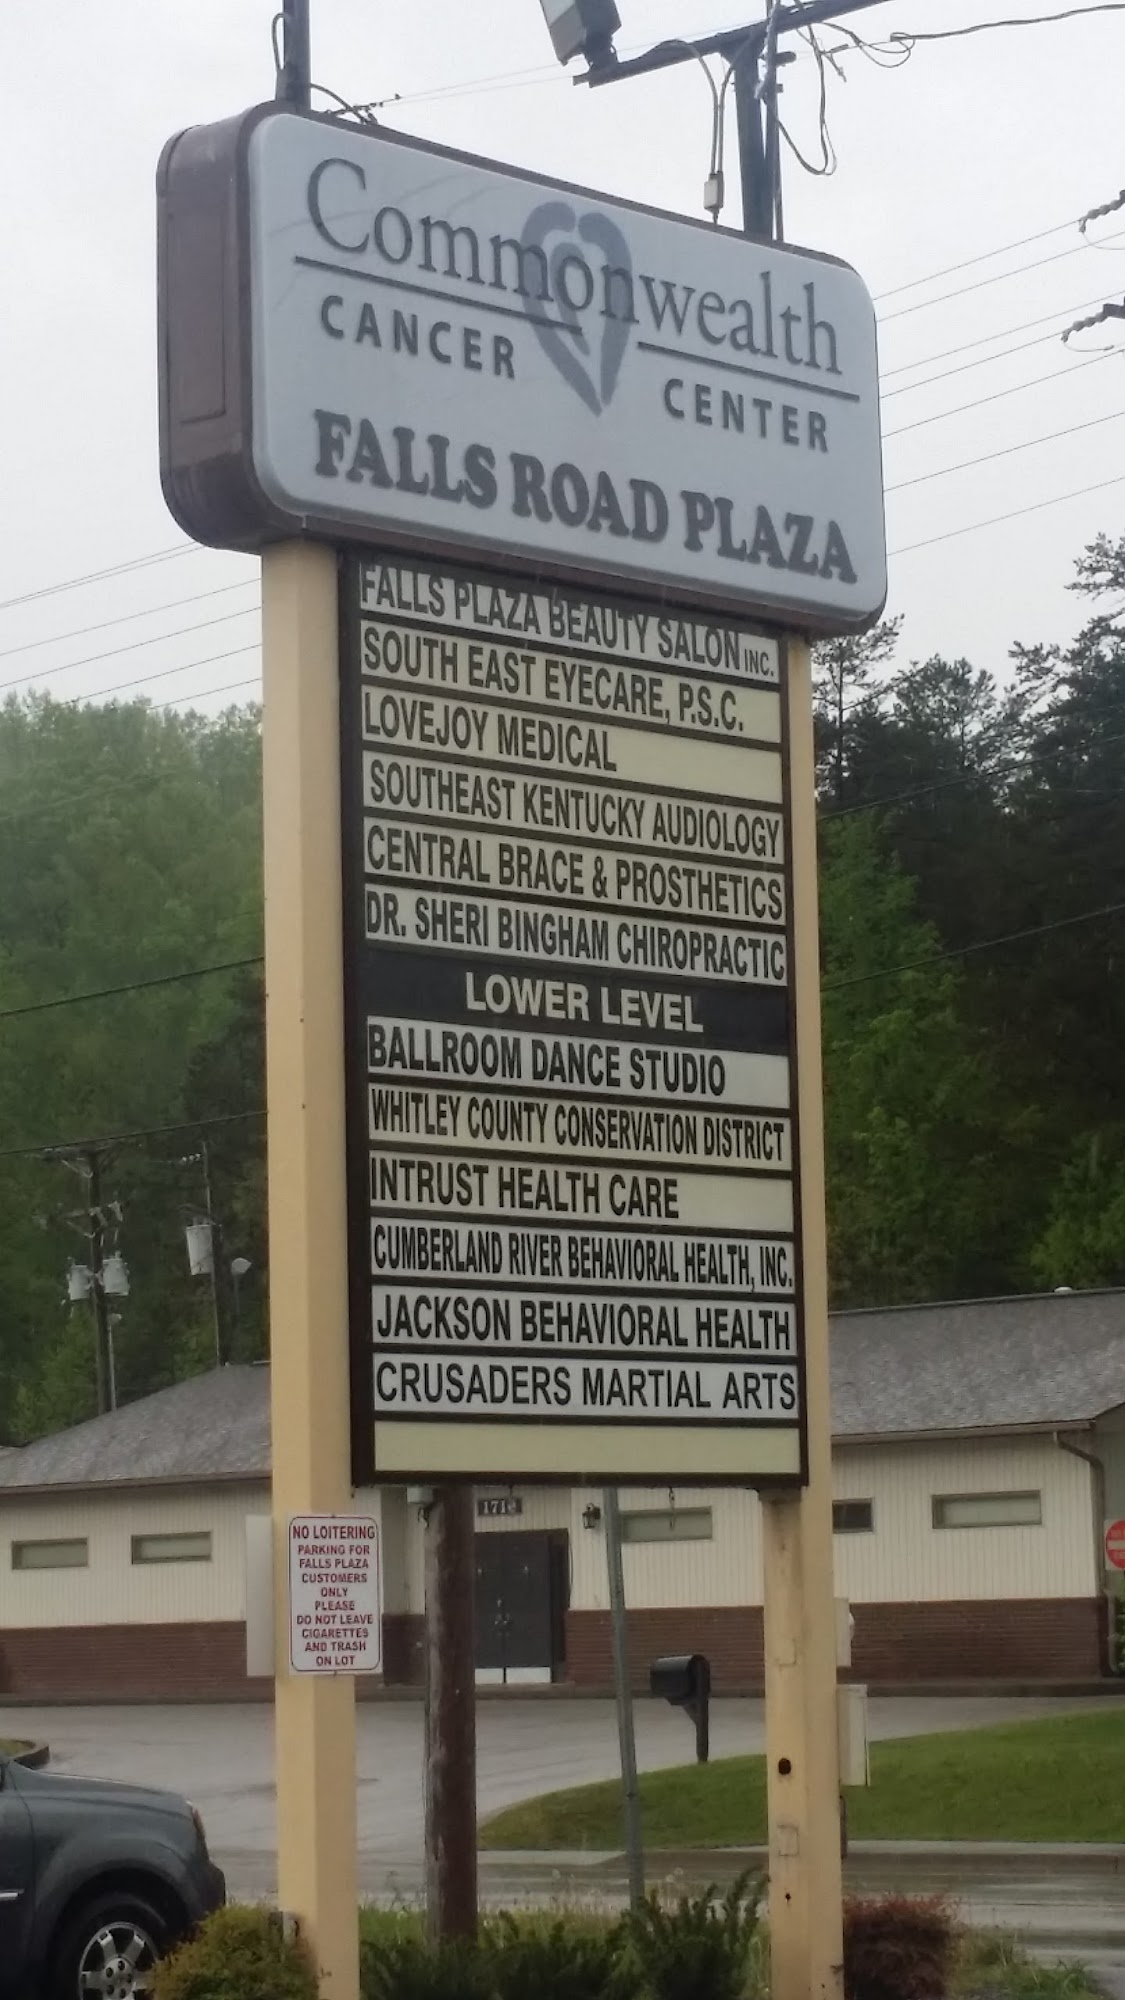 Commonwealth
CANCER CENTER
FALLS ROAD PLAZA
FALLS PLAZA BEAUTY SALON INC.
SOUTH EAST EYECARE, P.S.C.
LOVEJOY MEDICAL
SOUTHEAST KENTUCKY AUDIOLOGY
CENTRAL BRACE & PROSTHETICS
DR. SHERI BINGHAM CHIROPRACTIC
LOWER LEVEL
BALLROOM DANCE STUDIO
WHITLEY COUNTY CONSERVATION DISTRICT
INTRUST HEALTH CARE
CUMBERLAND RIVER BEHAVIORAL HEALTH, INC.
JACKSON BEHAVIORAL HEALTH
CRUSADERS MARTIAL ARTS
NO LOITERING
PARKING FOR
FALLS PLAZA
CUSTOMERS
ONLY
PLEASE
DO NOT LEAVE
CIGARETTES
AND TRASH
ON LOT